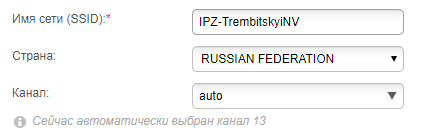 Имя сети (SSID):*
IPZ-TrembitskyiNV
Страна:
RUSSIAN FEDERATION
Канал:
auto
Сейчас автоматически выбран канал 13